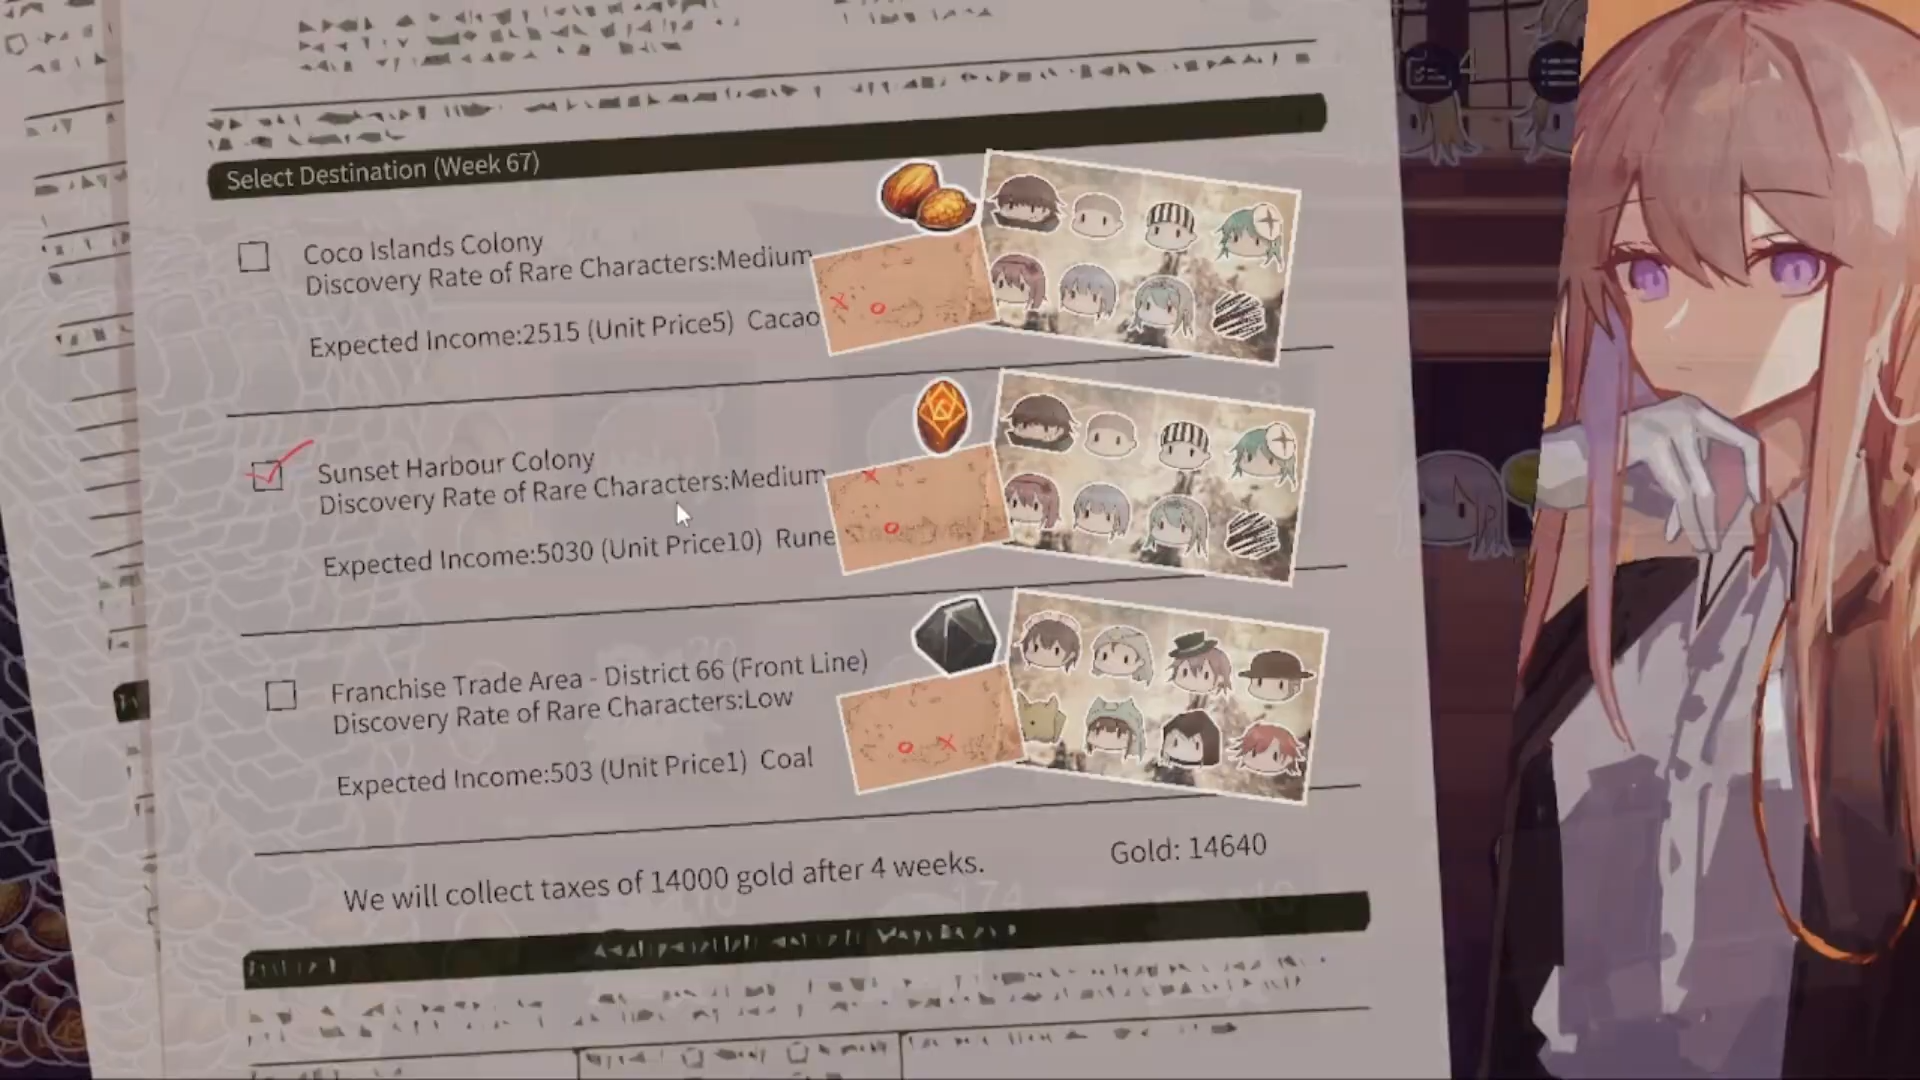 Select Destination (Week 67)
Coco Islands Colony
Discovery Rate of Rare Characters:Medium
Expected Income:2515 (Unit Price5) Cacao
Sunset Harbour Colony
Discovery Rate of Rare Characters:Medium
Expected Income:5030 (Unit Price10) Rune
Franchise Trade Area - District 66 (Front Line)
Discovery Rate of Rare Characters:Low
Expected Income:503 (Unit Price1) Coal
We will collect taxes of 14000 gold after 4 weeks.
Gold: 14640
4